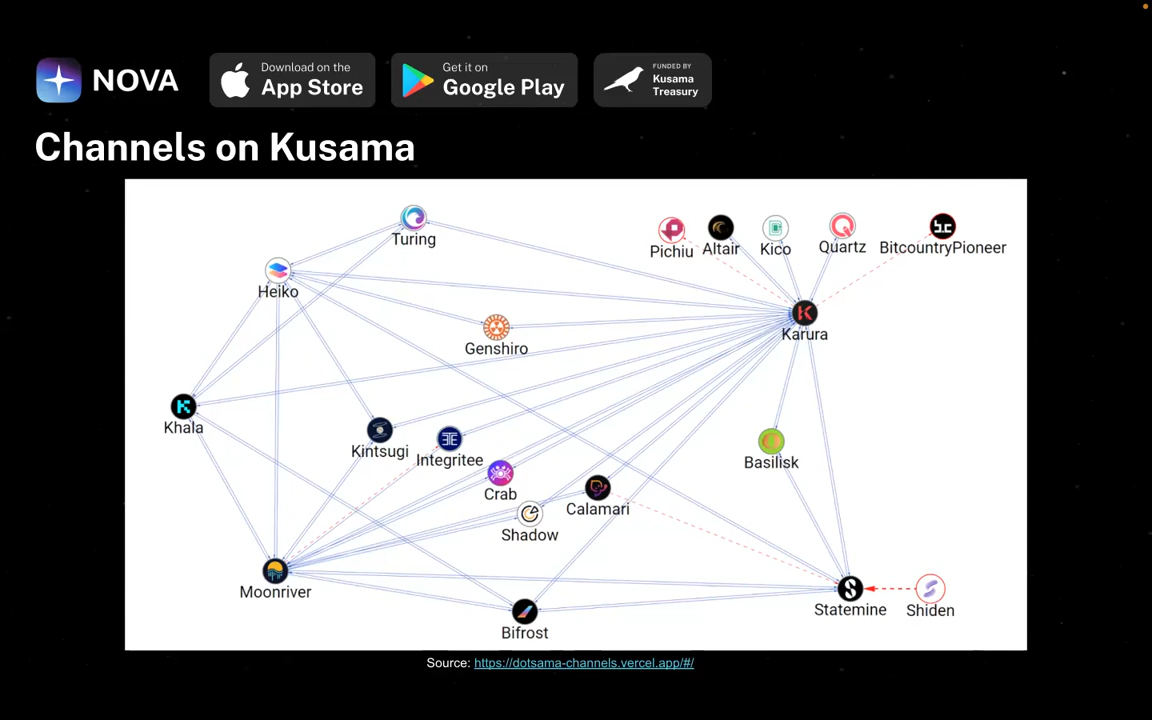 NOVA
Download on the
App Store
Get it on
Google Play
FUNDED BY
Kusama
Treasury
Channels on Kusama
Turing
Pichiu
Altair
Kico
Quartz
BitcountryPioneer
Heiko
Karura
Genshiro
Khala
Kintsugi
Integritee
Basilisk
Crab
Calamari
Shadow
Moonriver
Statemine
Shiden
Bifrost
Source: https://dotsama-channels.vercel.app/#/